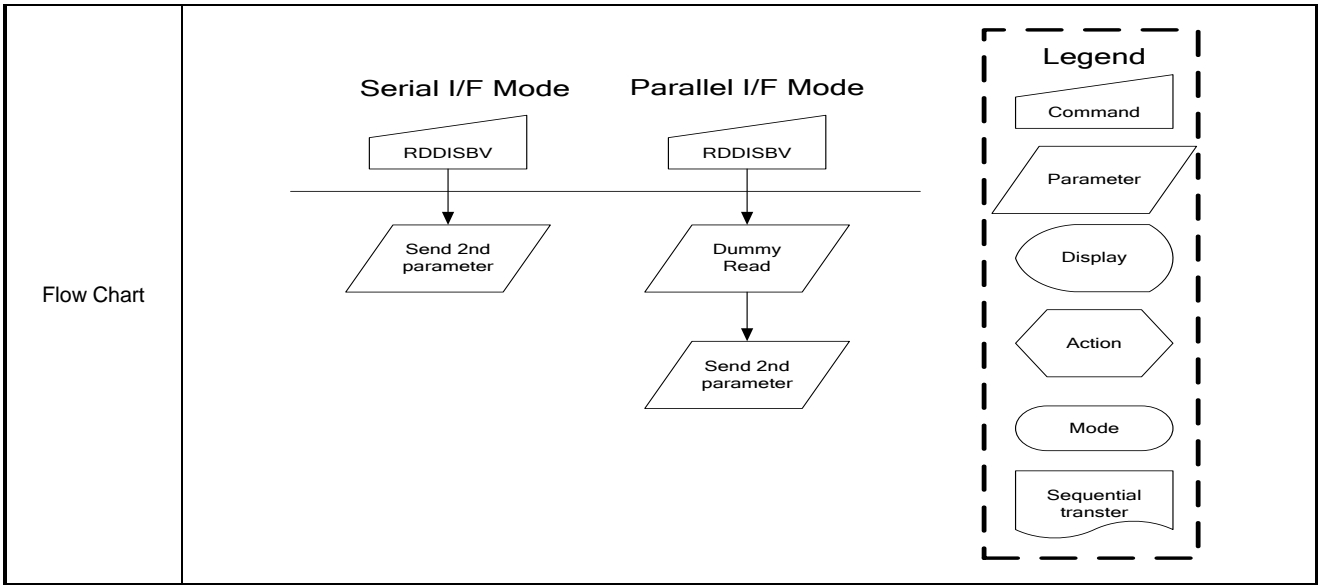 Flow Chart
Serial I/F Mode
RDDISBV
Send 2nd
parameter
Parallel I/F Mode
RDDISBV
Dummy
Read
Send 2nd
parameter
Legend
Command
Parameter
Display
Action
Mode
Sequential
transter